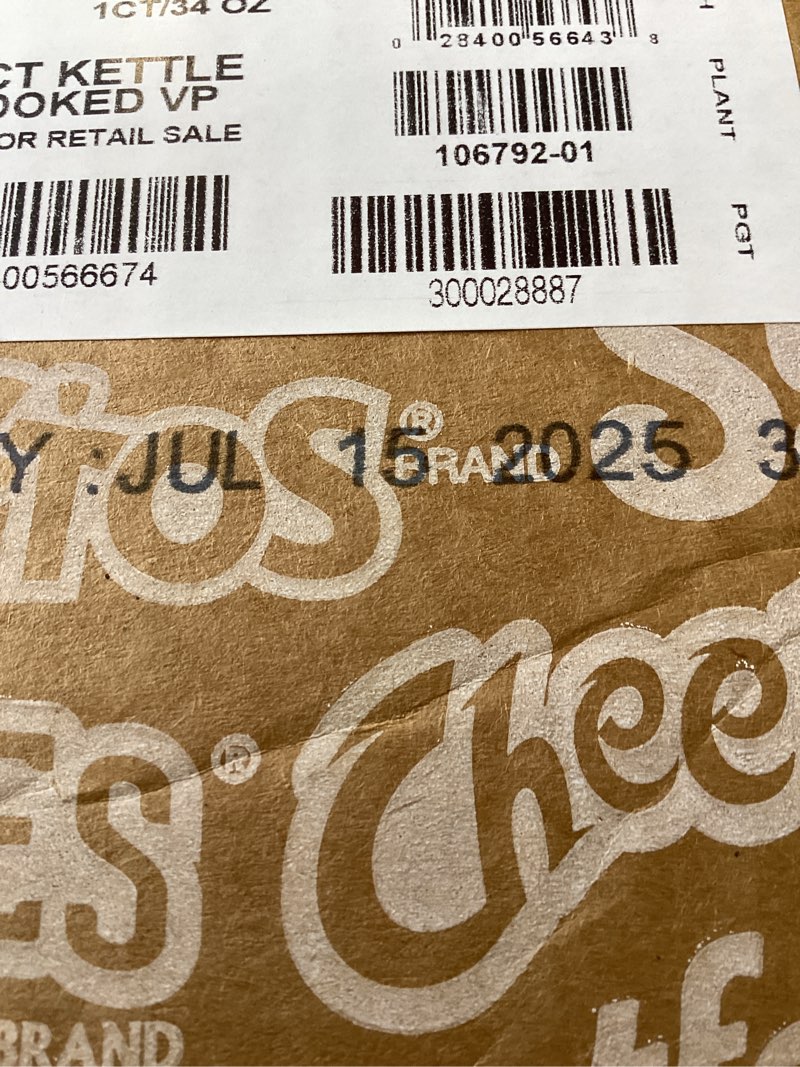 1CT/34 OZ
0 28400 56643 8
CT KETTLE
OOKED VP
OR RETAIL SALE
106792-01
PLANT
PGT
00566674
300028887
Y :JUL 15 2025 3
TOS® BRAND
ES®
Chee
BRAND